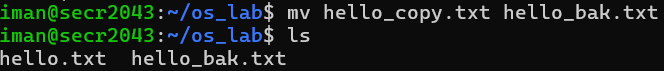 iman@secr2043:~/os_lab$ mv hello_copy.txt hello_bak.txt
iman@secr2043:~/os_lab$ ls
hello.txt  hello_bak.txt